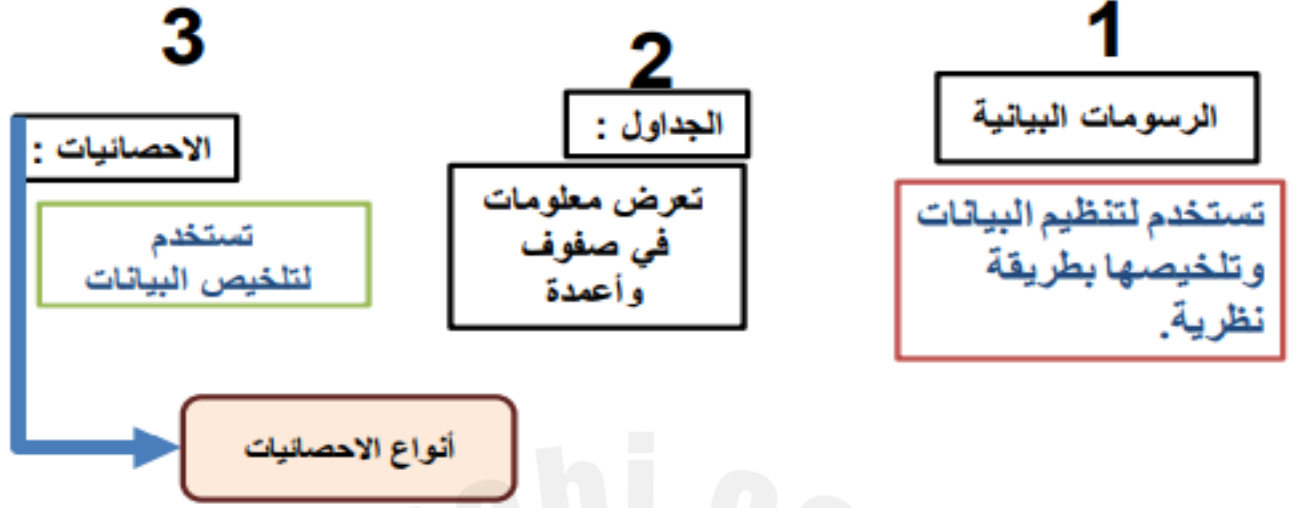 1
الرسومات البيانية
تستخدم لتنظيم البيانات
وتلخيصها بطريقة
نظرية.
2
الجداول :
تعرض معلومات
في صفوف
وأعمدة
3
الاحصائيات :
تستخدم
لتلخيص البيانات
أنواع الاحصائيات